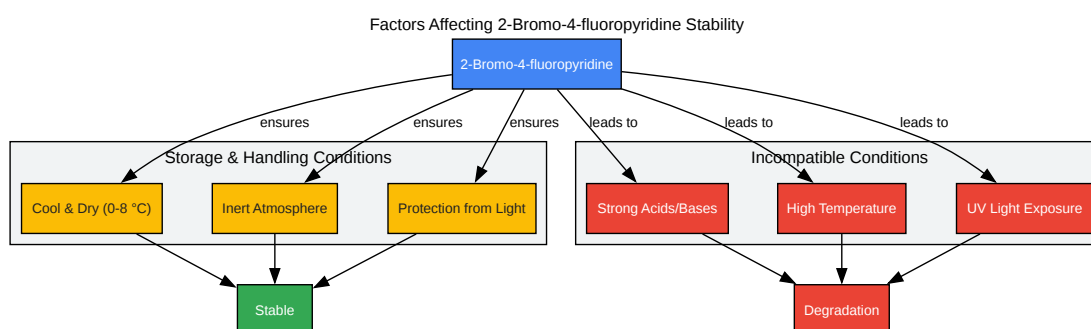 Factors Affecting 2-Bromo-4-fluoropyridine Stability
2-Bromo-4-fluoropyridine
ensures
ensures
ensures
leads to
leads to
leads to
Storage & Handling Conditions
Incompatible Conditions
Cool & Dry (0-8 °C)
Inert Atmosphere
Protection from Light
Strong Acids/Bases
High Temperature
UV Light Exposure
Stable
Degradation